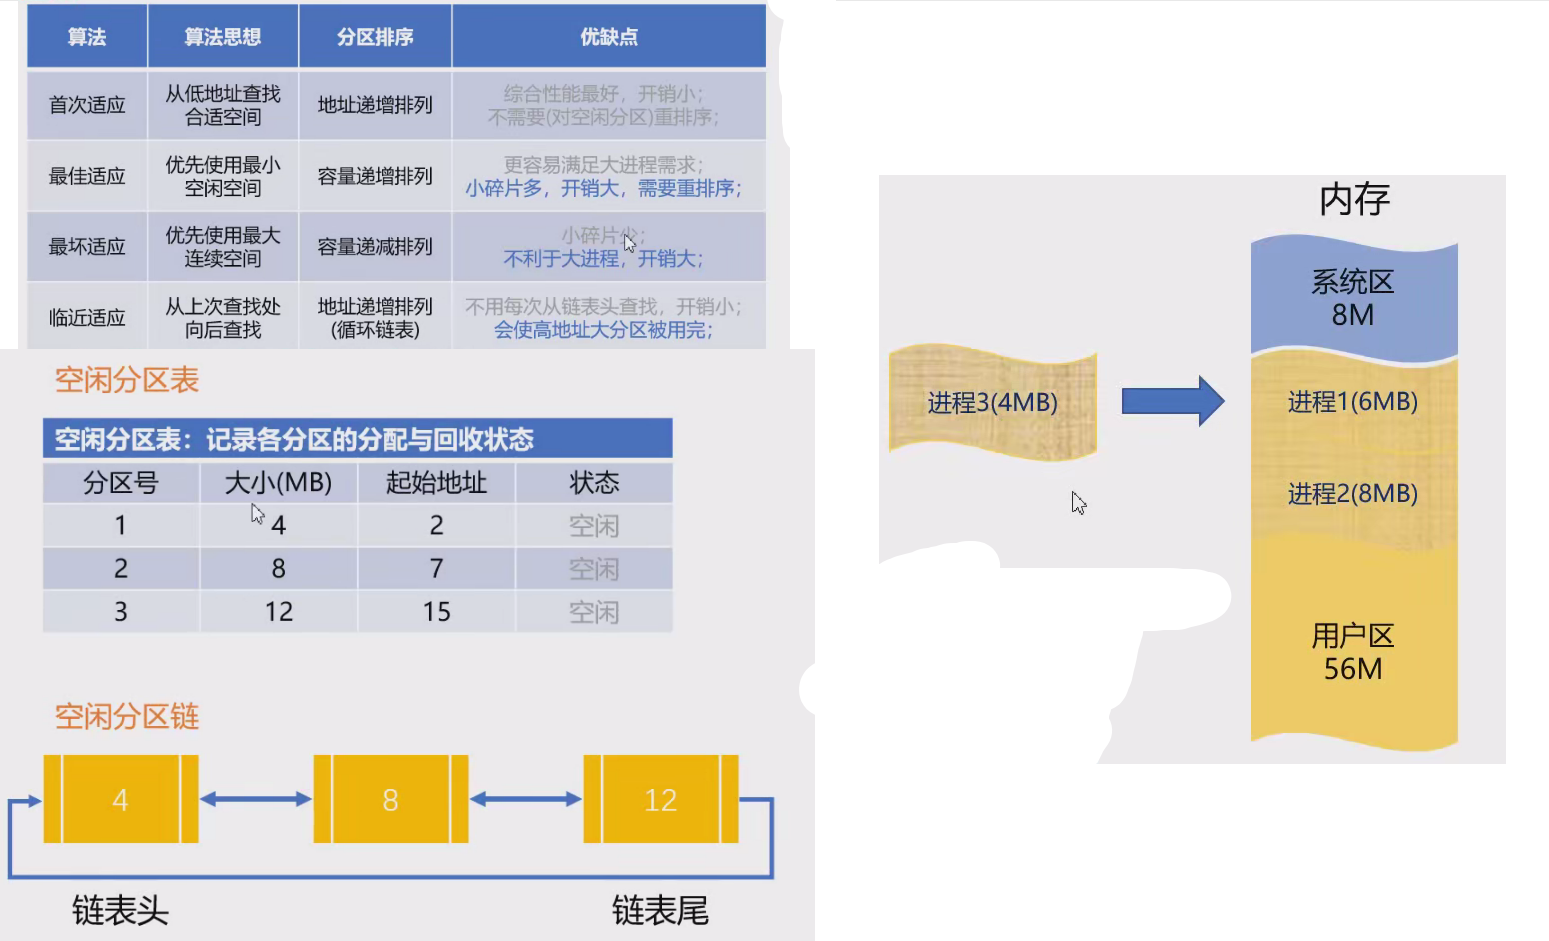 算法 算法思想 分区排序 优缺点
首次适应 从低地址查找合适空间 地址递增排列 综合性能最好，开销小；
不需要(对空闲分区)重排序；
最佳适应 优先使用最小空闲空间 容量递增排列 更容易满足大进程需求；
小碎片多，开销大，需要重排序；
最坏适应 优先使用最大连续空间 容量递减排列 小碎片少；
不利于大进程，开销大；
临近适应 从上次查找处向后查找 地址递增排列(循环链表) 不用每次从链表头查找，开销小；
会使高地址大分区被用完；
空闲分区表
空闲分区表：记录各分区的分配与回收状态
分区号 大小(MB) 起始地址 状态
1 4 2 空闲
2 8 7 空闲
3 12 15 空闲
空闲分区链
4 8 12
链表头 链表尾
内存
系统区
8M
进程3(4MB) 进程1(6MB)
进程2(8MB)
用户区
56M